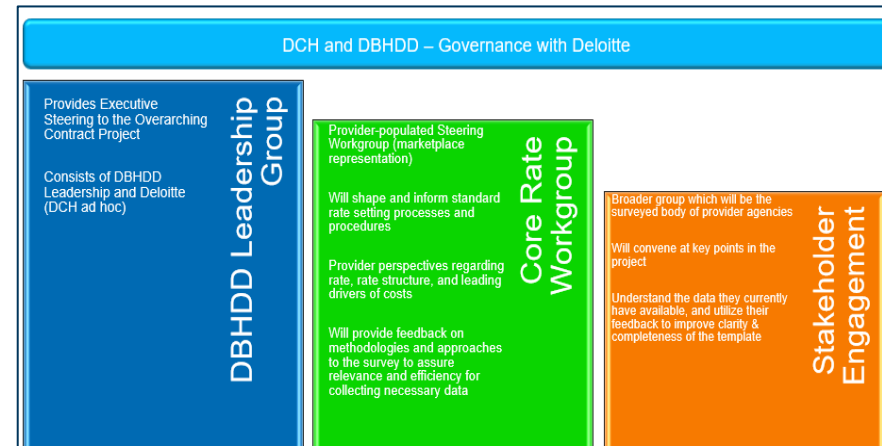 DCH and DBHDD – Governance with Deloitte
Provides Executive
Steering to the Overarching
Contract Project
Consists of DBHDD
Leadership and Deloitte
(DCH ad hoc)
DBHDD Leadership
Group
Provider-populated Steering
Workgroup (marketplace
representation)
Will shape and inform standard
rate setting processes and
procedures
Provider perspectives regarding
rate, rate structure, and leading
drivers of costs
Will provide feedback on
methodologies and approaches
to the survey to assure
relevance and efficiency for
collecting necessary data
Core Rate
Workgroup
Broader group which will be the
surveyed body of provider agencies
Will convene at key points in the
project
Understand the data they currently
have available, and utilize their
feedback to improve clarity &
completeness of the template
Stakeholder
Engagement